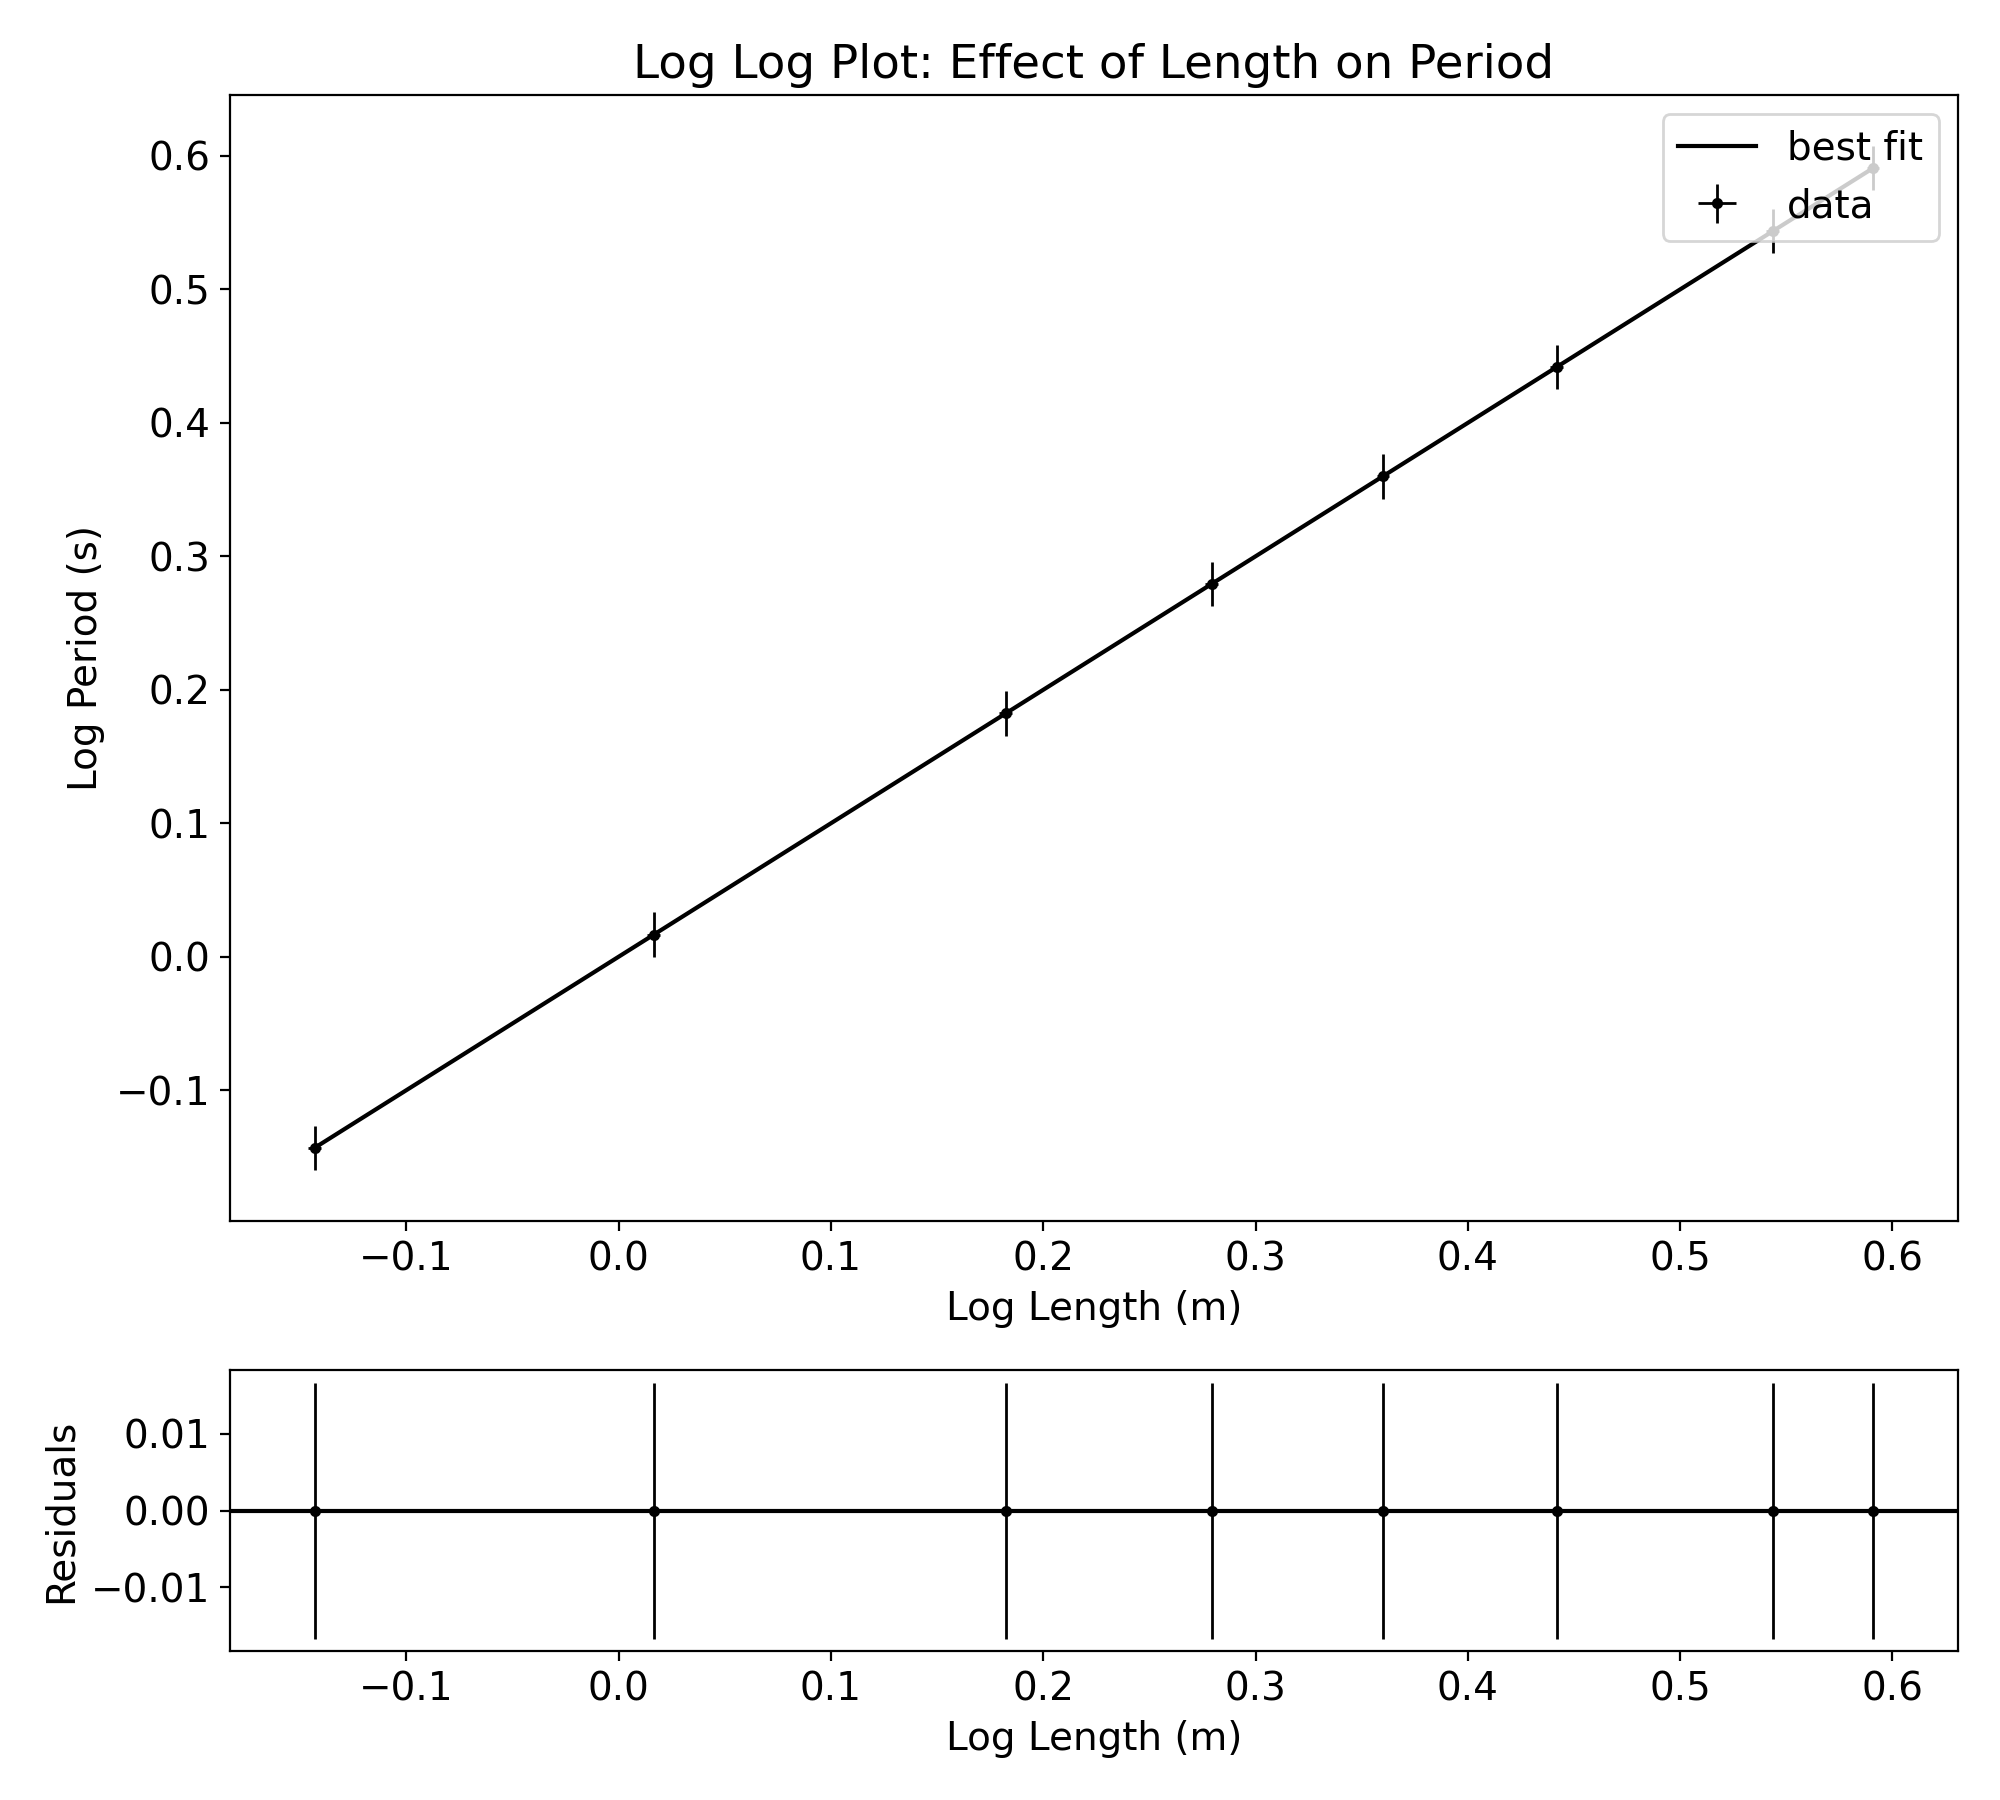 Log Log Plot: Effect of Length on Period
best fit
data
0.6
0.5
0.4
0.3
0.2
0.1
0.0
−0.1
Log Period (s)
−0.1 0.0 0.1 0.2 0.3 0.4 0.5 0.6
Log Length (m)
0.01
0.00
−0.01
Residuals
−0.1 0.0 0.1 0.2 0.3 0.4 0.5 0.6
Log Length (m)